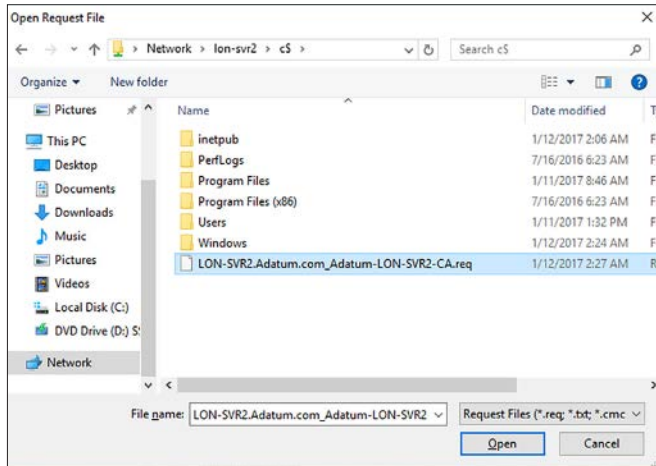 Open Request File
Network > lon-svr2 > c$ >
Search c$
Organize
New folder
Name
Date modified
T
Pictures
This PC
Desktop
Documents
Downloads
Music
Pictures
Videos
Local Disk (C:)
DVD Drive (D:) S
Network
inetpub 1/12/2017 2:06 AM F
PerfLogs 7/16/2016 6:23 AM F
Program Files 1/11/2017 8:46 AM F
Program Files (x86) 7/16/2016 6:23 AM F
Users 1/11/2017 1:32 PM F
Windows 1/12/2017 2:24 AM F
LON-SVR2.Adatum.com_Adatum-LON-SVR2-CA.req 1/12/2017 2:27 AM R
File name: LON-SVR2.Adatum.com_Adatum-LON-SVR2
Request Files (*.req; *.txt; *.cmc
Open
Cancel